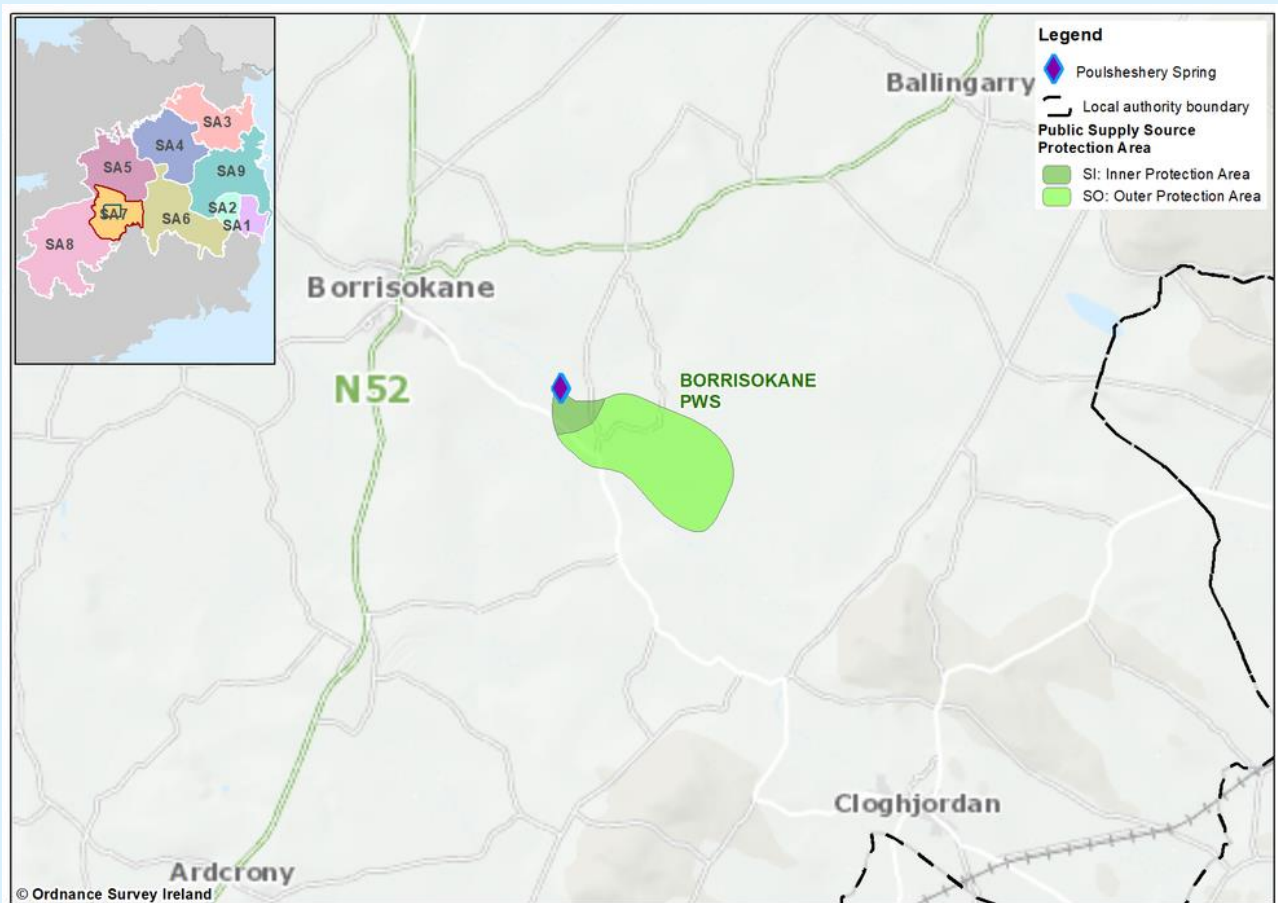 SA3
SA4
SA5
SA9
SA7
SA6
SA2
SA1
SA8
Legend
Poulsheshery Spring
Local authority boundary
Public Supply Source
Protection Area
SI: Inner Protection Area
SO: Outer Protection Area
Ballingarry
Borrisokane
N52
BORRISOKANE
PWS
Cloghjordan
Ardcrony
© Ordnance Survey Ireland